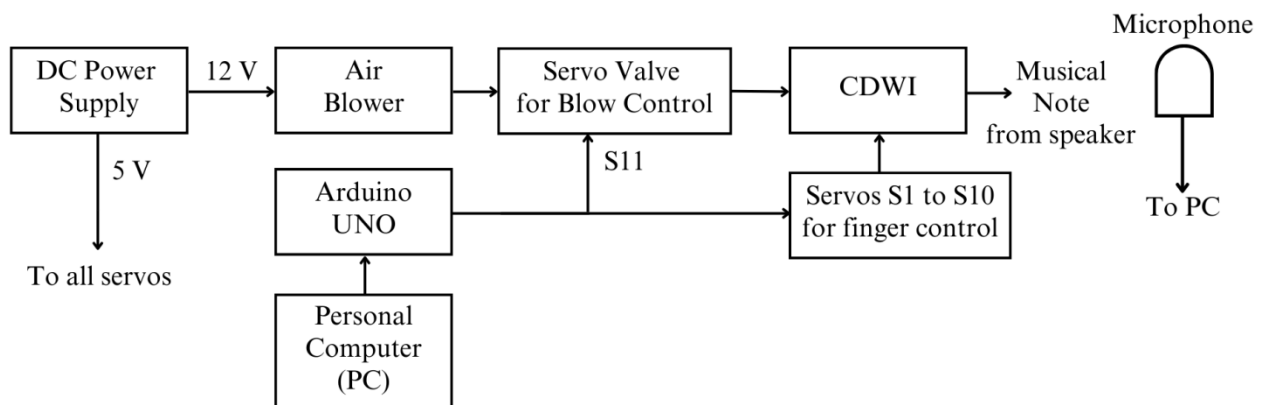 Microphone
DC Power
Supply
12 V
Air
Blower
Servo Valve
for Blow Control
CDWI
Musical
Note
from speaker
5 V
S11
Arduino
UNO
Servos S1 to S10
for finger control
To PC
To all servos
Personal
Computer
(PC)